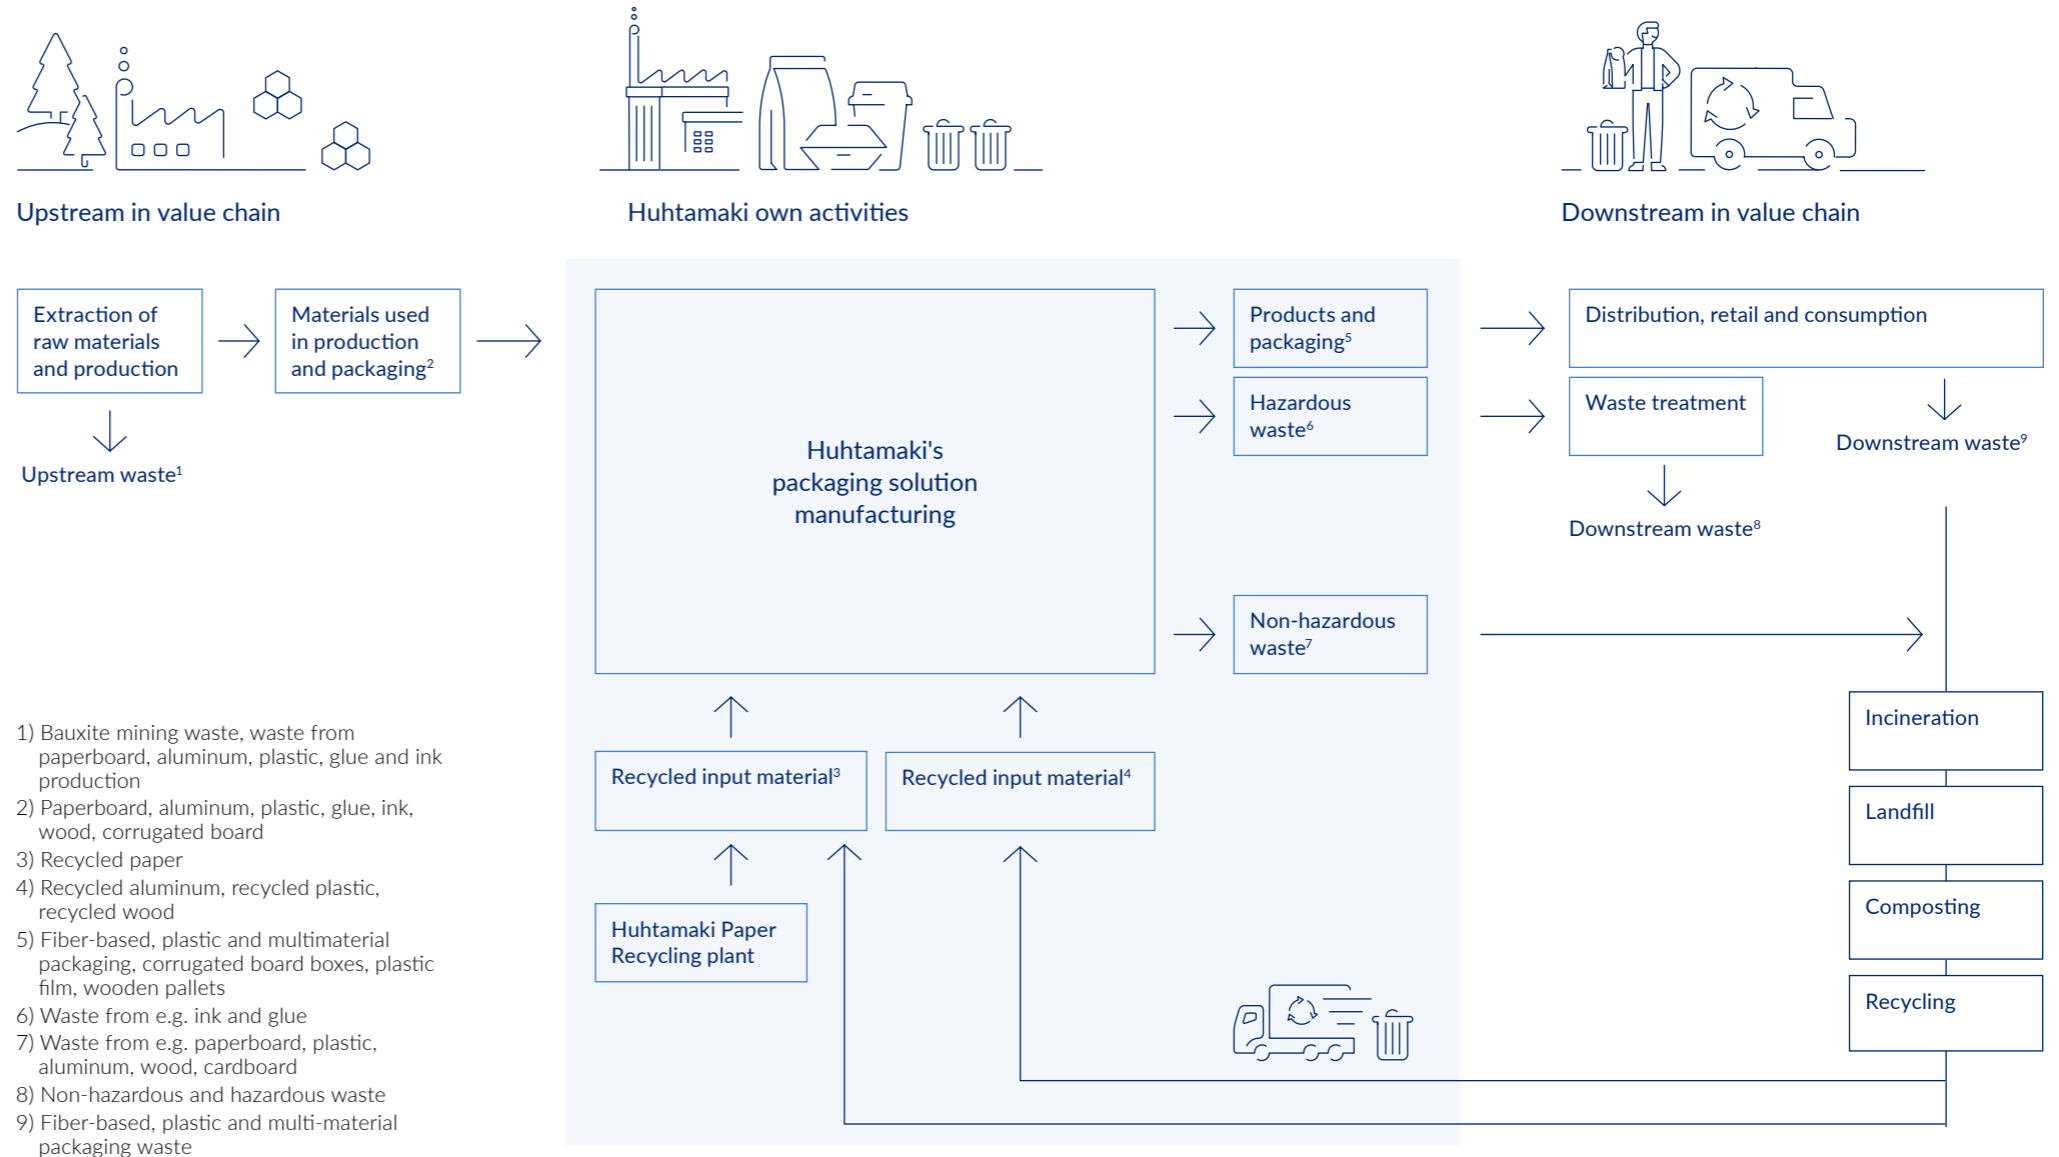 Upstream in value chain
Huhtamaki own activities
Downstream in value chain
Extraction of
raw materials
and production
Materials used
in production
and packaging²
Upstream waste¹
Huhtamaki's
packaging solution
manufacturing
Products and
packaging⁵
Hazardous
waste⁶
Non-hazardous
waste⁷
Distribution, retail and consumption
Waste treatment
Downstream waste⁹
Downstream waste⁸
Recycled input material³
Recycled input material⁴
Huhtamaki Paper
Recycling plant
Incineration
Landfill
Composting
Recycling
1) Bauxite mining waste, waste from
paperboard, aluminum, plastic, glue and ink
production
2) Paperboard, aluminum, plastic, glue, ink,
wood, corrugated board
3) Recycled paper
4) Recycled aluminum, recycled plastic,
recycled wood
5) Fiber-based, plastic and multimaterial
packaging, corrugated board boxes, plastic
film, wooden pallets
6) Waste from e.g. ink and glue
7) Waste from e.g. paperboard, plastic,
aluminum, wood, cardboard
8) Non-hazardous and hazardous waste
9) Fiber-based, plastic and multi-material
packaging waste